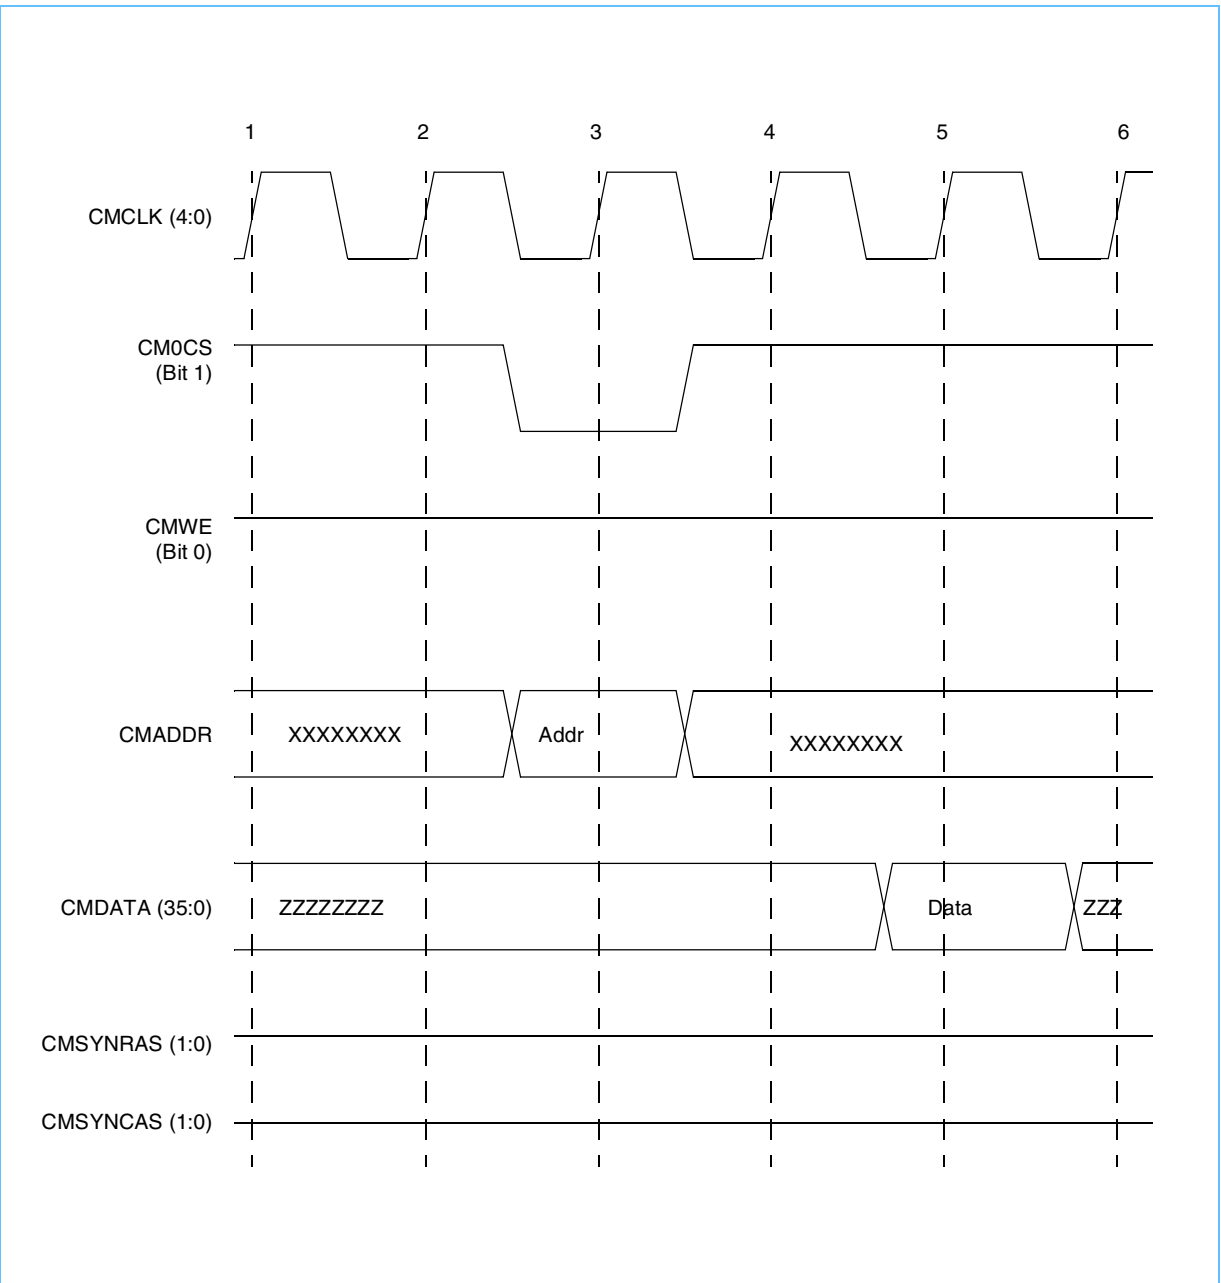 1 2 3 4 5 6
CMCLK (4:0)
CM0CS
(Bit 1)
CMWE
(Bit 0)
CMADDR XXXXXXXX Addr XXXXXXXX
CMDATA (35:0) ZZZZZZZZ Data ZZZ
CMSYNRAS (1:0)
CMSYNCAS (1:0)